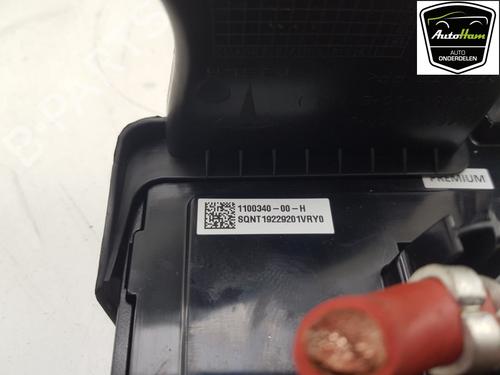 AutoHam
AUTO
ONDERDELEN
PREMIUM
1100340-00-H
SQNT19229201VRY0